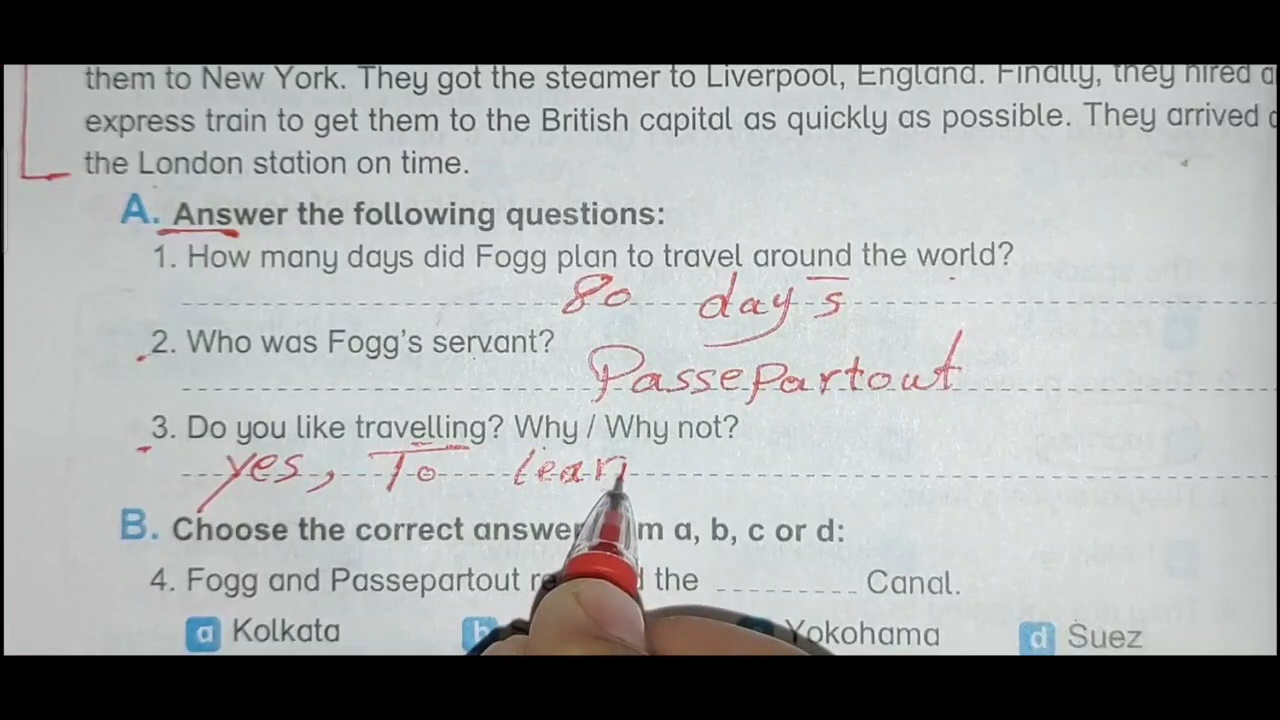 them to New York. They got the steamer to Liverpool, England. Finally, they hired a
express train to get them to the British capital as quickly as possible. They arrived
the London station on time.
A. Answer the following questions:
1. How many days did Fogg plan to travel around the world?
80 days
2. Who was Fogg's servant?
Passepartout
3. Do you like travelling? Why / Why not?
yes, To learn
B. Choose the correct answer a, b, c or d:
4. Fogg and Passepartout the ---------- Canal.
a Kolkata b Yokohama d Suez